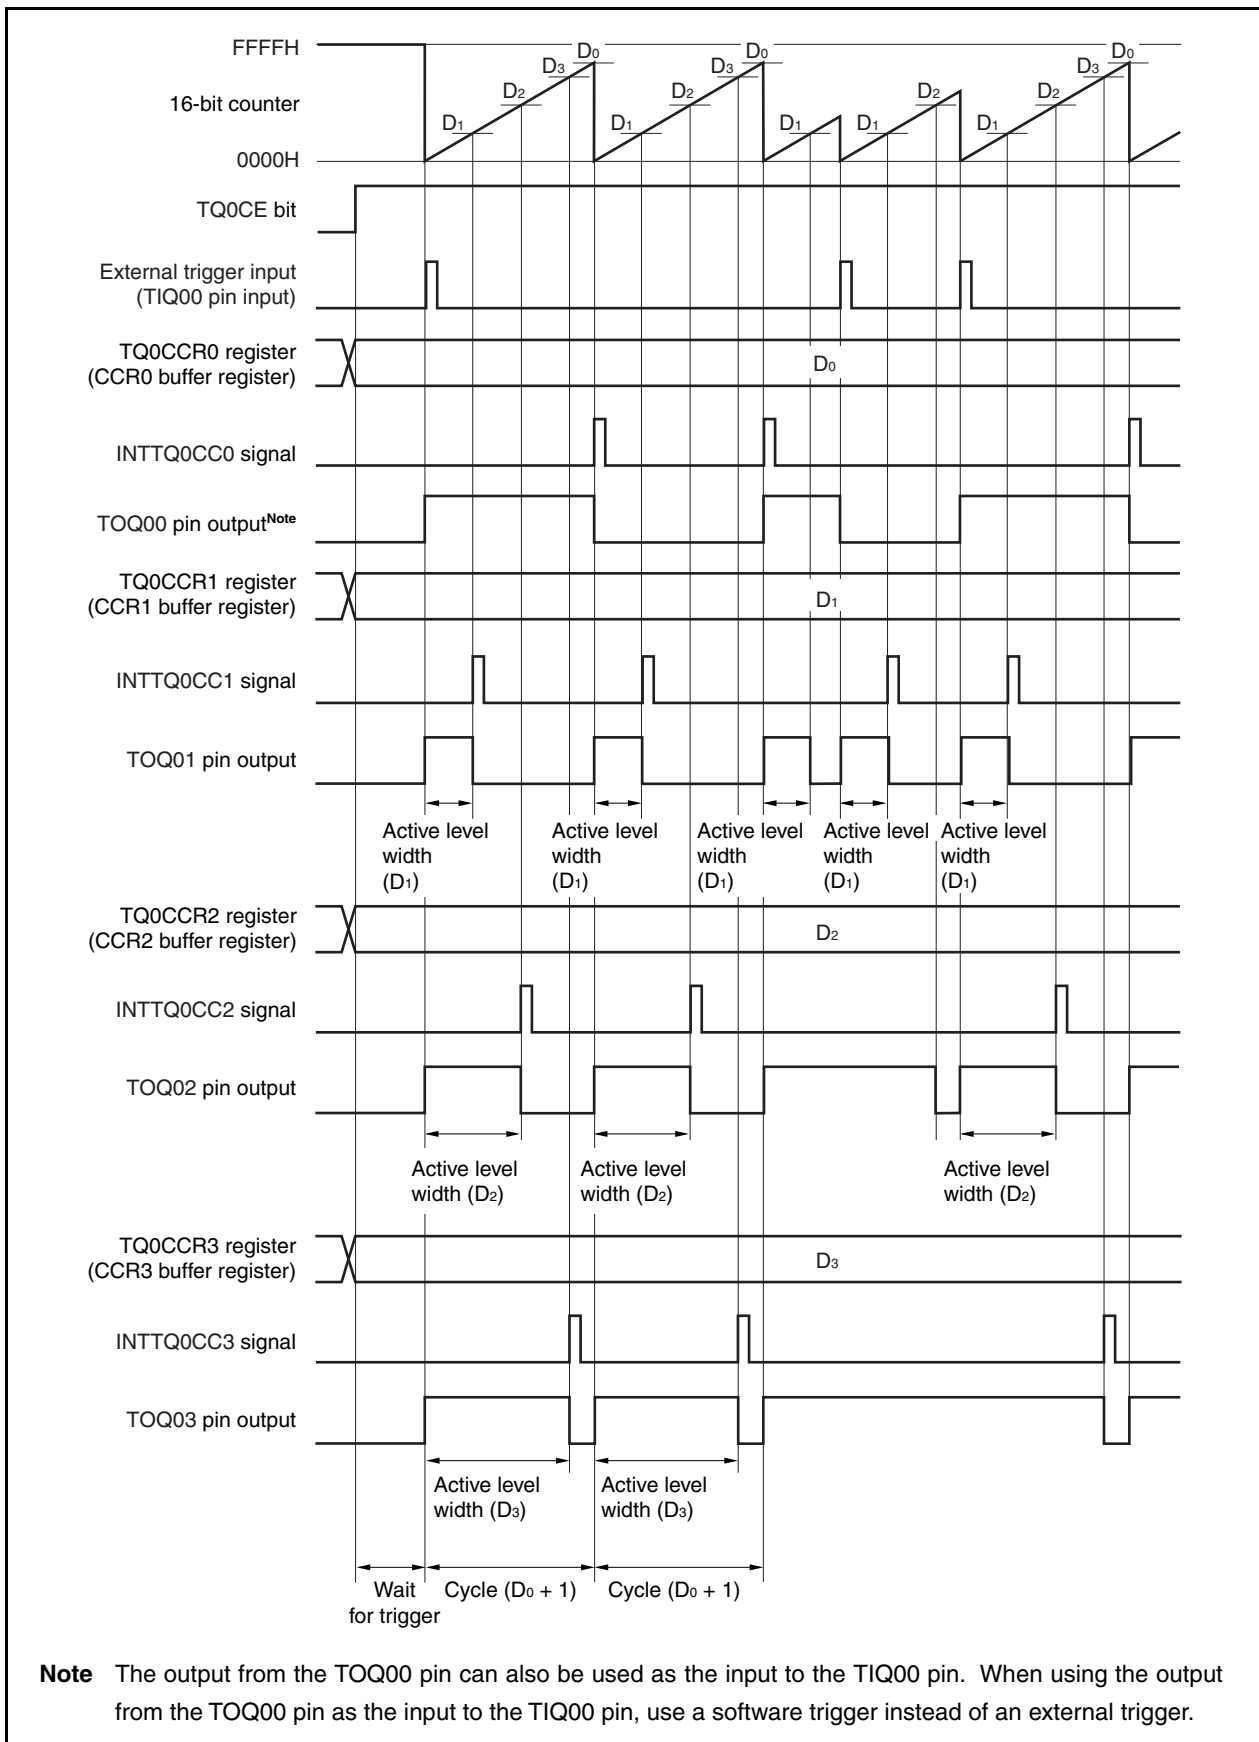 FFFFH
D0 D0 D0
D3 D3 D3
D2 D2 D2 D2
16-bit counter
D1 D1 D1 D1 D1
0000H
TQ0CE bit
External trigger input
(TIQ00 pin input)
TQ0CCR0 register
(CCR0 buffer register)
D0
INTTQ0CC0 signal
TOQ00 pin outputNote
TQ0CCR1 register
(CCR1 buffer register)
D1
INTTQ0CC1 signal
TOQ01 pin output
Active level Active level Active level Active level Active level
width width width width width
(D1) (D1) (D1) (D1) (D1)
TQ0CCR2 register
(CCR2 buffer register)
D2
INTTQ0CC2 signal
TOQ02 pin output
Active level Active level Active level
width (D2) width (D2) width (D2)
TQ0CCR3 register
(CCR3 buffer register)
D3
INTTQ0CC3 signal
TOQ03 pin output
Active level Active level
width (D3) width (D3)
Wait Cycle (D0 + 1) Cycle (D0 + 1)
for trigger
Note The output from the TOQ00 pin can also be used as the input to the TIQ00 pin. When using the output
from the TOQ00 pin as the input to the TIQ00 pin, use a software trigger instead of an external trigger.